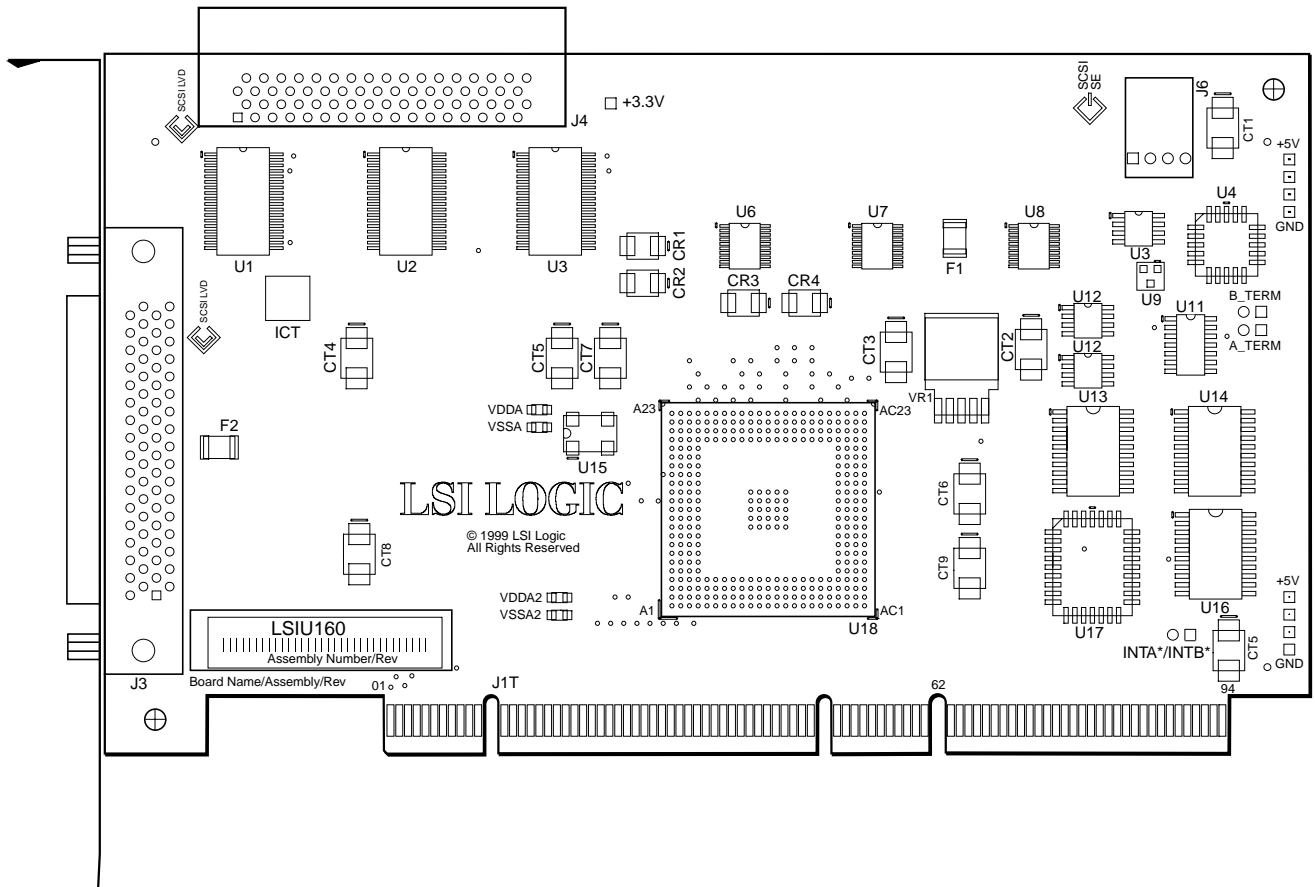 SCSI LVD
SCSI
SE
+3.3V
J6
J4
CT1
+5V
U4
GND
U6
U7
U8
U1
U2
U3
CR1
CR2
F1
U3
U9
CR3
CR4
SCSI LVD
ICT
B_TERM
A_TERM
U12
U11
CT4
CT5
CT7
CT3
CT2
U12
VR1
VDDA
VSSA
A23
AC23
U13
U14
F2
U15
LSI LOGIC
CT6
© 1999 LSI Logic
All Rights Reserved
CT8
CT9
VDDA2
VSSA2
A1
AC1
U18
U17
U16
+5V
LSIU160
Assembly Number/Rev
INTA*/INTB*
CT5
GND
J3
Board Name/Assembly/Rev
01
J1T
62
94